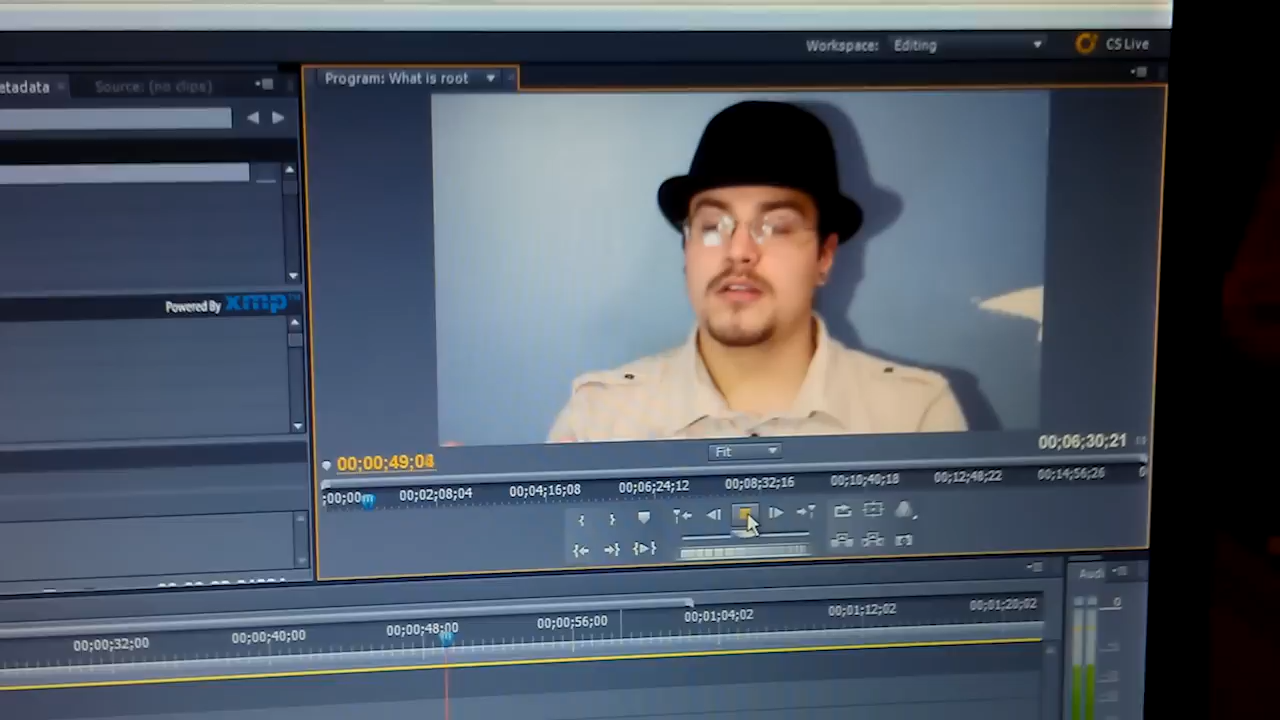 Workspace: Editing
CS Live
etadata
Source: (no clips)
Program: What is root
Powered By xmp™
00;00;49;04
Fit
00;06;30;21
;00;00
00;02;08;04
00;04;16;08
00;06;24;12
00;08;32;16
00;10;40;18
00;12;48;22
00;14;56;26
00;00;32;00
00;00;40;00
00;00;48;00
00;00;56;00
00;01;04;02
00;01;12;02
00;01;20;02
Audi
0